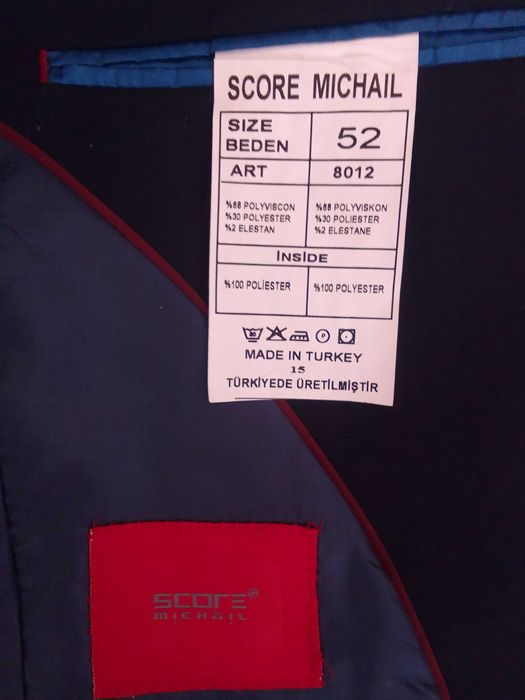 SCORE MICHAIL
SIZE
BEDEN
52
ART
8012
%68 POLYVISCON
%30 POLYESTER
%2 ELESTAN
%68 POLYVISKON
%30 POLIESTER
%2 ELESTANE
INSIDE
%100 POLIESTER
%100 POLYESTER
MADE IN TURKEY
15
TÜRKİYEDE ÜRETİLMİŞTİR
SCORE
MICHAIL